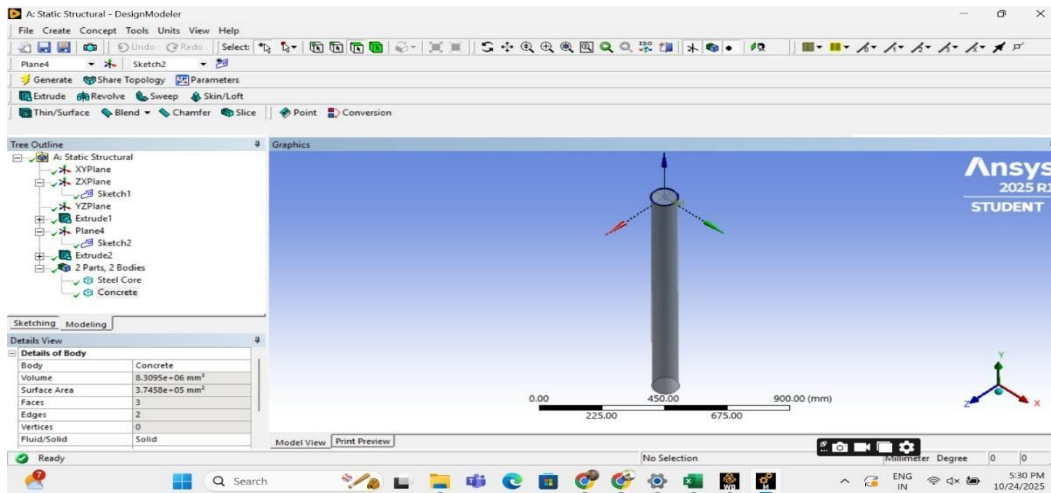 A: Static Structural - DesignModeler
File Create Concept Tools Units View Help
Undo Redo Select:
Plane4 Sketch2
Generate Share Topology Parameters
Extrude Revolve Sweep Skin/Loft
Thin/Surface Blend Chamfer Slice Point Conversion
Tree Outline
A: Static Structural
XYPlane
ZXPlane
Sketch1
YZPlane
Extrude1
Plane4
Sketch2
Extrude2
2 Parts, 2 Bodies
Steel Core
Concrete
Sketching Modeling
Details View
Details of Body
Body Concrete
Volume 8.3095e+06 mm³
Surface Area 3.7458e+05 mm²
Faces 3
Edges 2
Vertices 0
Fluid/Solid Solid
Graphics
Ansys
2025 R1
STUDENT
0.00 450.00 900.00 (mm)
225.00 675.00
Y
Z X
Model View Print Preview
Ready No Selection Millimeter Degree 0 0
7 Search WB M ENG 5:30 PM
IN 10/24/2025